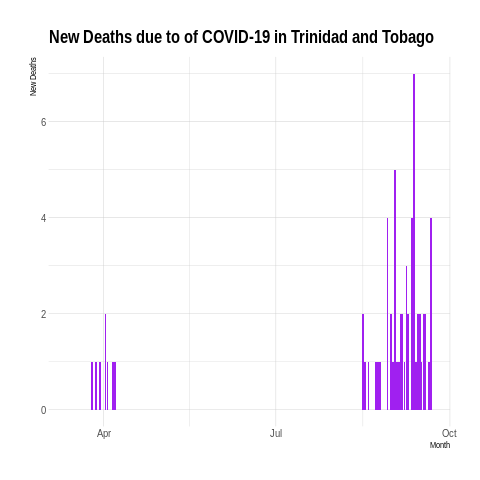 New Deaths due to of COVID-19 in Trinidad and Tobago
New Deaths
6
4
2
0
Apr
Jul
Oct
Month